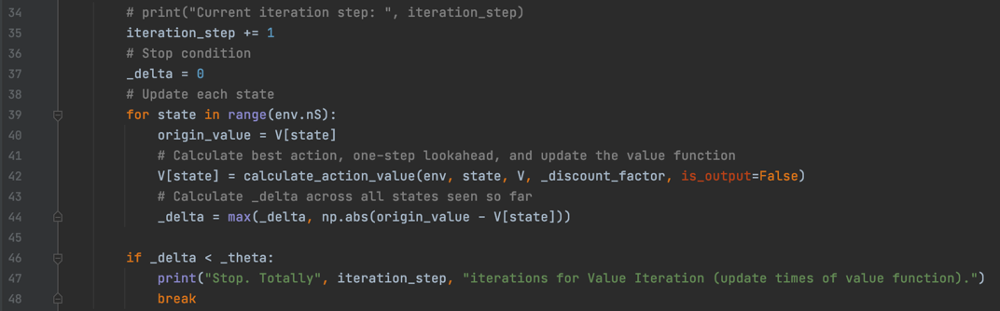 34 # print("Current iteration step: ", iteration_step)
35 iteration_step += 1
36 # Stop condition
37 _delta = 0
38 # Update each state
39 for state in range(env.nS):
40 origin_value = V[state]
41 # Calculate best action, one-step lookahead, and update the value function
42 V[state] = calculate_action_value(env, state, V, _discount_factor, is_output=False)
43 # Calculate _delta across all states seen so far
44 _delta = max(_delta, np.abs(origin_value - V[state]))
45
46 if _delta < _theta:
47 print("Stop. Totally", iteration_step, "iterations for Value Iteration (update times of value function).")
48 break